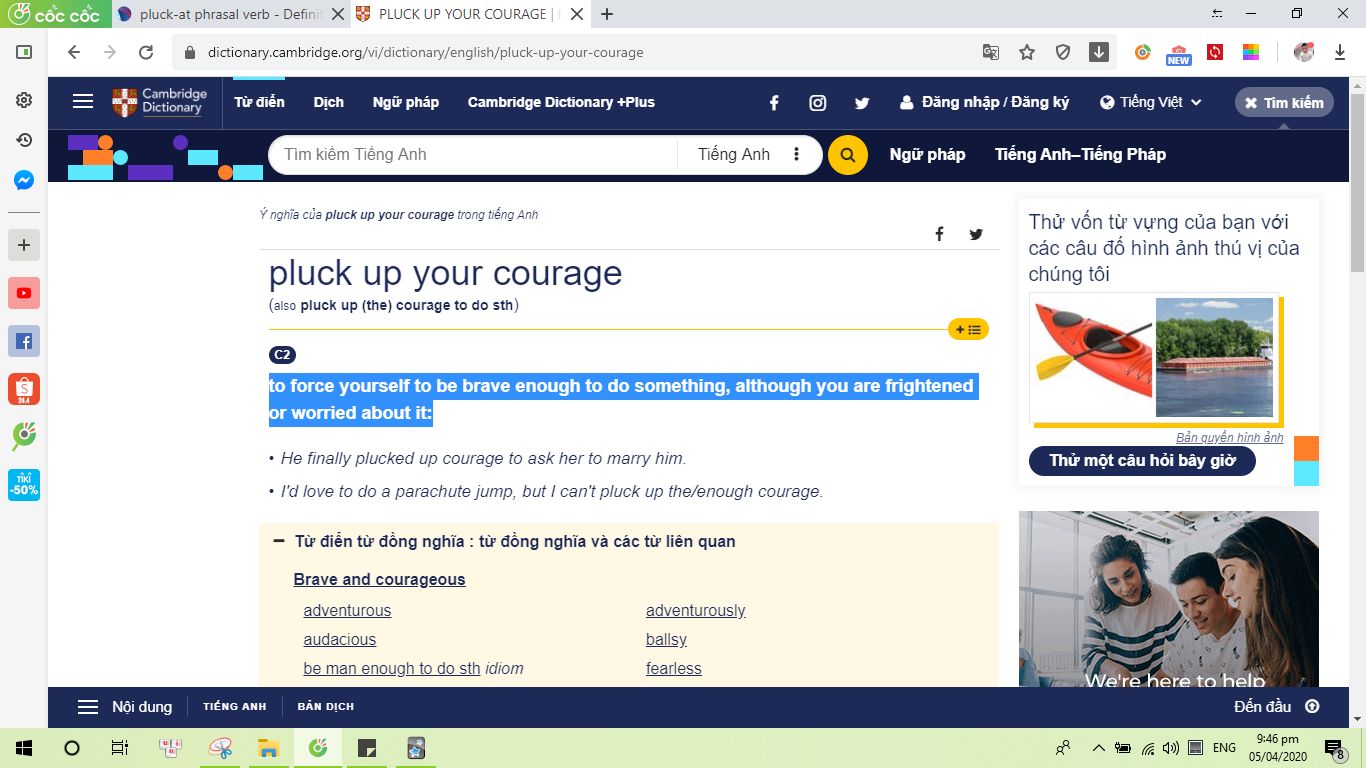 cốc cốc
pluck-at phrasal verb - Definit
PLUCK UP YOUR COURAGE |
dictionary.cambridge.org/vi/dictionary/english/pluck-up-your-courage
NEW
Cambridge
Dictionary
Từ điển Dịch Ngữ pháp Cambridge Dictionary +Plus
Đăng nhập / Đăng ký
Tiếng Việt
Tìm kiếm
Tìm kiếm Tiếng Anh
Tiếng Anh
Ngữ pháp Tiếng Anh–Tiếng Pháp
Ý nghĩa của pluck up your courage trong tiếng Anh
pluck up your courage
(also pluck up (the) courage to do sth)
C2
to force yourself to be brave enough to do something, although you are frightened
or worried about it:
• He finally plucked up courage to ask her to marry him.
• I'd love to do a parachute jump, but I can't pluck up the/enough courage.
Từ điển từ đồng nghĩa : từ đồng nghĩa và các từ liên quan
Brave and courageous
adventurous
adventurously
audacious
ballsy
be man enough to do sth idiom
fearless
Thử vốn từ vựng của bạn với
các câu đố hình ảnh thú vị của
chúng tôi
Bản quyền hình ảnh
Thử một câu hỏi bây giờ
We're here to help
24.4
TIKI
-50%
Nội dung
TIẾNG ANH
BẢN DỊCH
Đến đầu
ENG
9:46 pm
05/04/2020
8